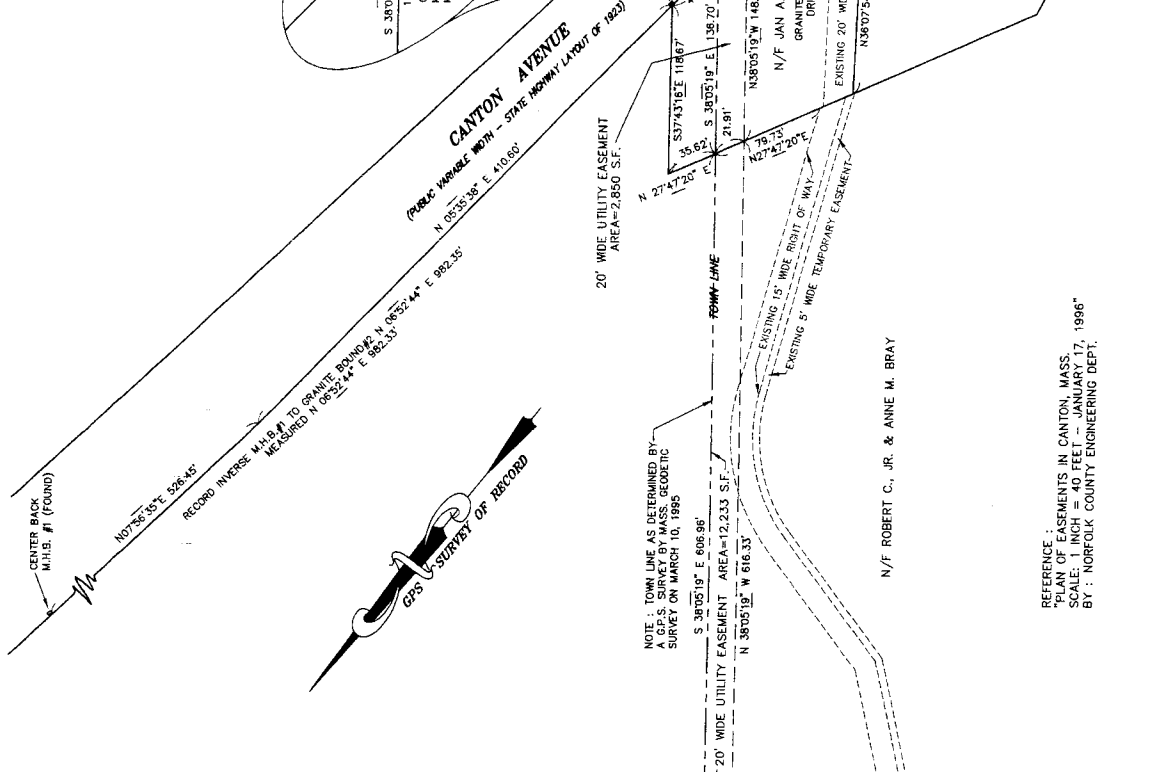 S 38°0
CANTON AVENUE
(PUBLIC VARIABLE WIDTH - STATE HIGHWAY LAYOUT OF 1923)
N 05°35'38" E 410.60'
RECORD INVERSE M.H.B.#1 TO GRANITE BOUND#2 N 06°52'44" E 982.35'
MEASURED N 06°52'44" E 982.33'
N07°56'35"E 526.45'
CENTER BACK
M.H.B. #1 (FOUND)
GPS SURVEY OF RECORD
20' WIDE UTILITY EASEMENT
AREA=2,850 S.F.
S37°43'16"E 118.67'
S 38°05'19" E 136.70'
N38°05'19"W 148.
N/F JAN A.
GRANITE
DRI
EXISTING 20' WID
N36°07'5
35.62'
21.91'
N 27°47'20" E
79.73'
N27°47'20"E
TOWN LINE
EXISTING 15' WIDE RIGHT OF WAY
EXISTING 5' WIDE TEMPORARY EASEMENT
NOTE : TOWN LINE AS DETERMINED BY
A G.P.S. SURVEY BY MASS. GEODETIC
SURVEY ON MARCH 10, 1995
S 38°05'19" E 606.96'
20' WIDE UTILITY EASEMENT AREA=12,233 S.F.
N 38°05'19" W 616.33'
N/F ROBERT C., JR. & ANNE M. BRAY
REFERENCE :
"PLAN OF EASEMENTS IN CANTON, MASS.
SCALE: 1 INCH = 40 FEET - JANUARY 17, 1996"
BY : NORFOLK COUNTY ENGINEERING DEPT.